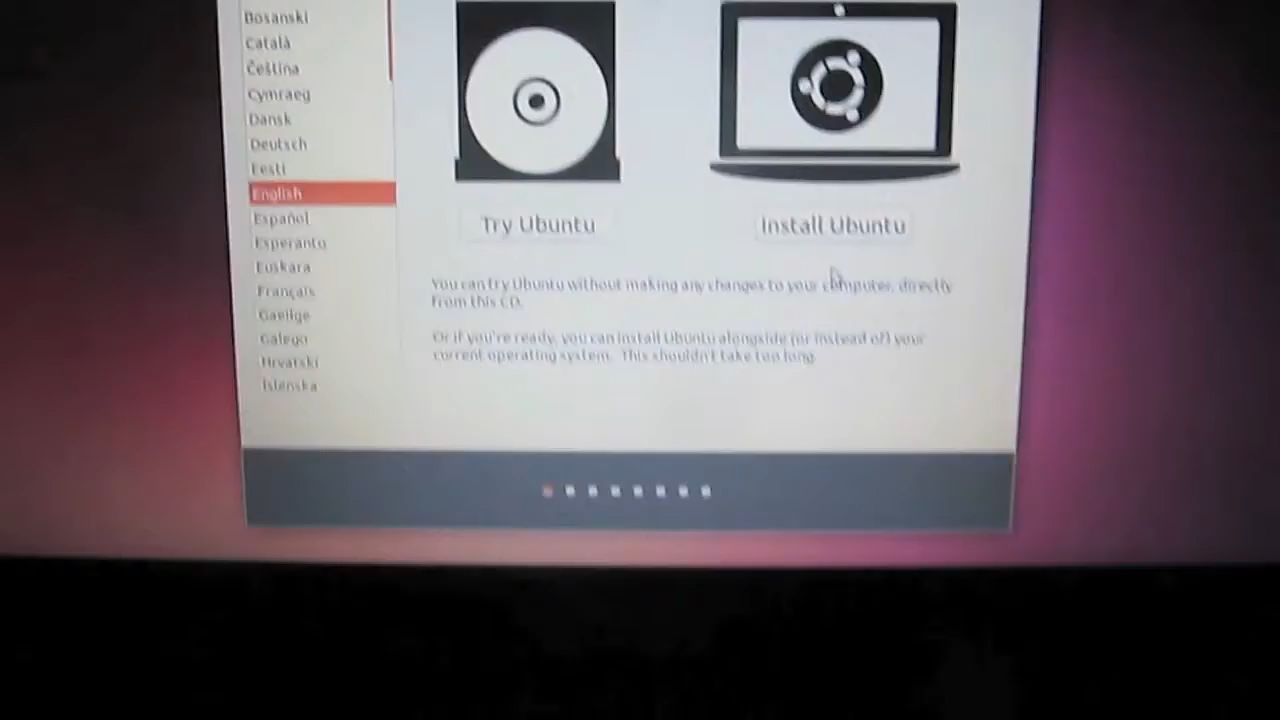 Bosanski
Català
Čeština
Cymraeg
Dansk
Deutsch
Eesti
English
Español
Esperanto
Euskara
Français
Gaeilge
Galego
Hrvatski
Íslenska
Try Ubuntu
Install Ubuntu
You can try Ubuntu without making any changes to your computer, directly
from this CD.
Or if you're ready, you can install Ubuntu alongside (or instead of) your
current operating system. This shouldn't take too long.